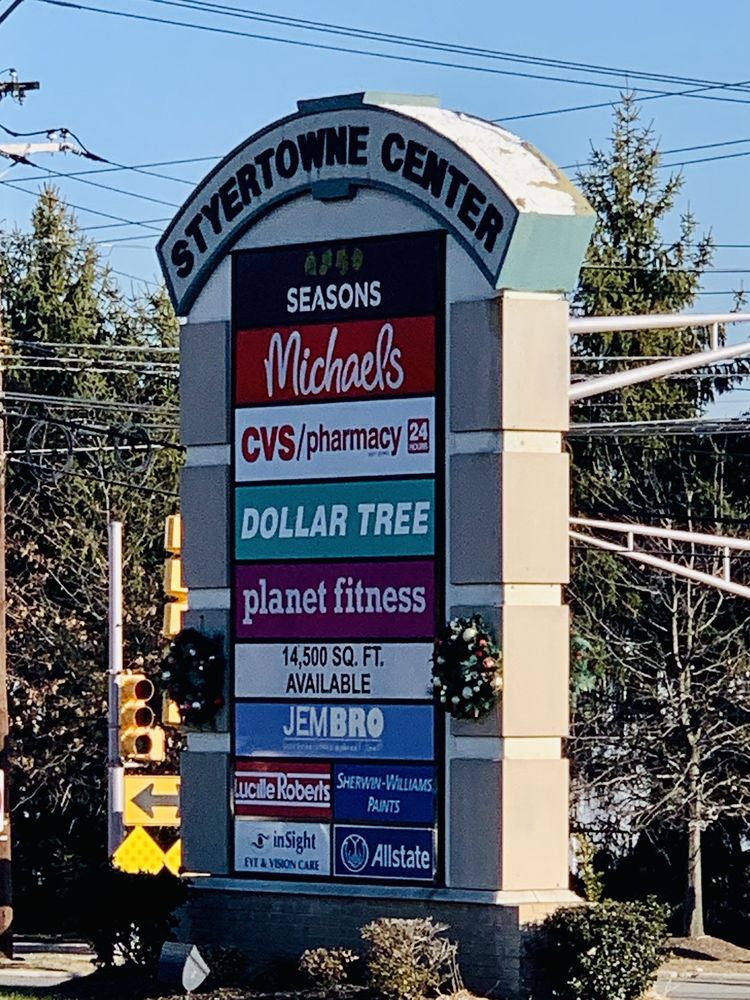 STYERTOWNE CENTER
SEASONS
Michaels
CVS/pharmacy 24 HOURS
DOLLAR TREE
planet fitness
14,500 SQ. FT.
AVAILABLE
JEMBRO
Lucille Roberts
SHERWIN-WILLIAMS
PAINTS
inSight
EYE & VISION CARE
Allstate